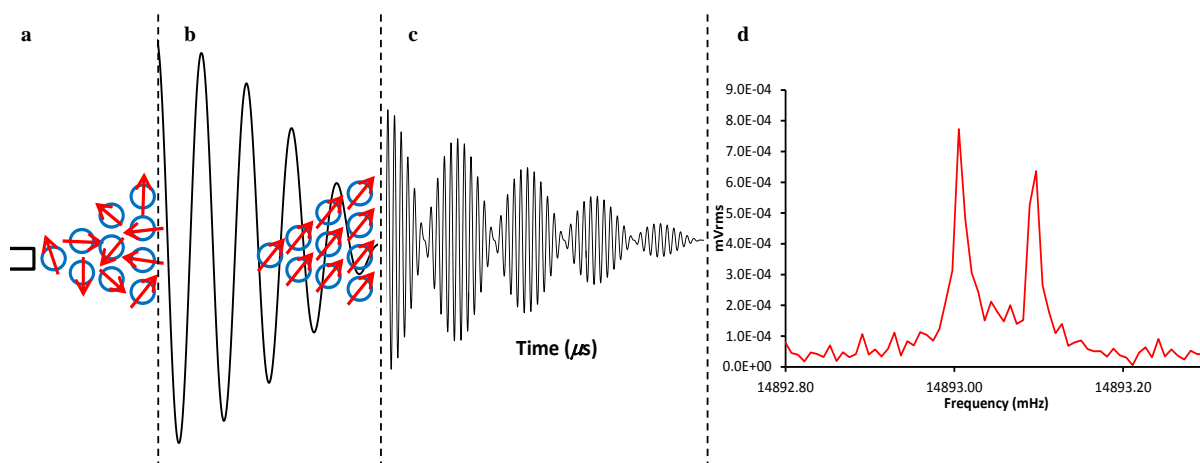 a
b
c
d
Time (μs)
mVrms
9.0E-04
8.0E-04
7.0E-04
6.0E-04
5.0E-04
4.0E-04
3.0E-04
2.0E-04
1.0E-04
0.0E+00
14892.80
14893.00
14893.20
Frequency (mHz)